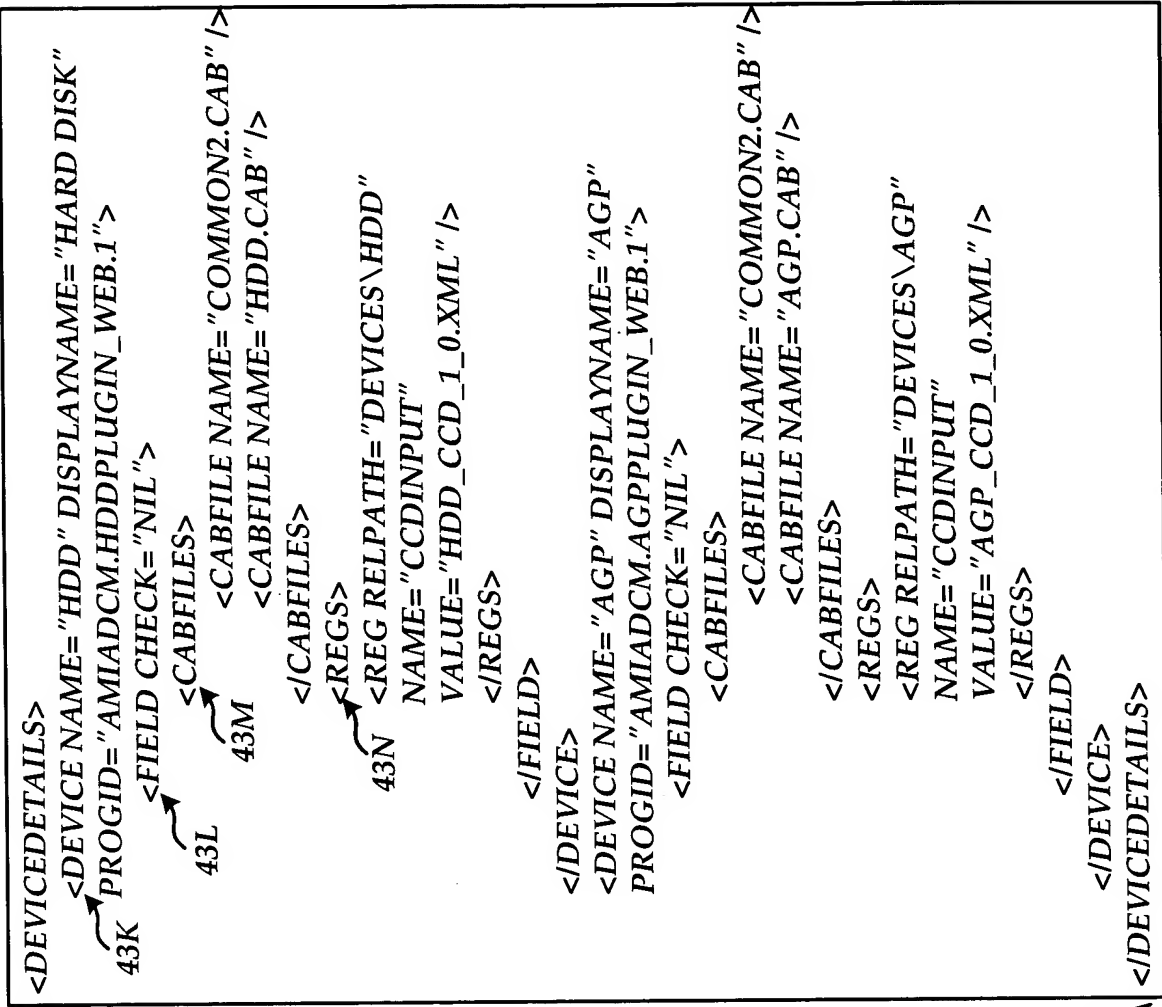 <DEVICEDETAILS>
<DEVICE NAME="HDD" DISPLAYNAME="HARD DISK"
PROGID="AMIADCM.HDDPLUGIN_WEB.1">
43K
<FIELD CHECK="NIL">
43L
<CABFILES>
43M
<CABFILE NAME="COMMON2.CAB" />
<CABFILE NAME="HDD.CAB" />
</CABFILES>
<REGS>
43N
<REG RELPATH="DEVICES\HDD"
NAME="CCDINPUT"
VALUE="HDD_CCD_1_0.XML" />
</REGS>
</FIELD>
</DEVICE>
<DEVICE NAME="AGP" DISPLAYNAME="AGP"
PROGID="AMIADCM.AGPPLUGIN_WEB.1">
<FIELD CHECK="NIL">
<CABFILES>
<CABFILE NAME="COMMON2.CAB" />
<CABFILE NAME="AGP.CAB" />
</CABFILES>
<REGS>
<REG RELPATH="DEVICES\AGP"
NAME="CCDINPUT"
VALUE="AGP_CCD_1_0.XML" />
</REGS>
</FIELD>
</DEVICE>
</DEVICEDETAILS>